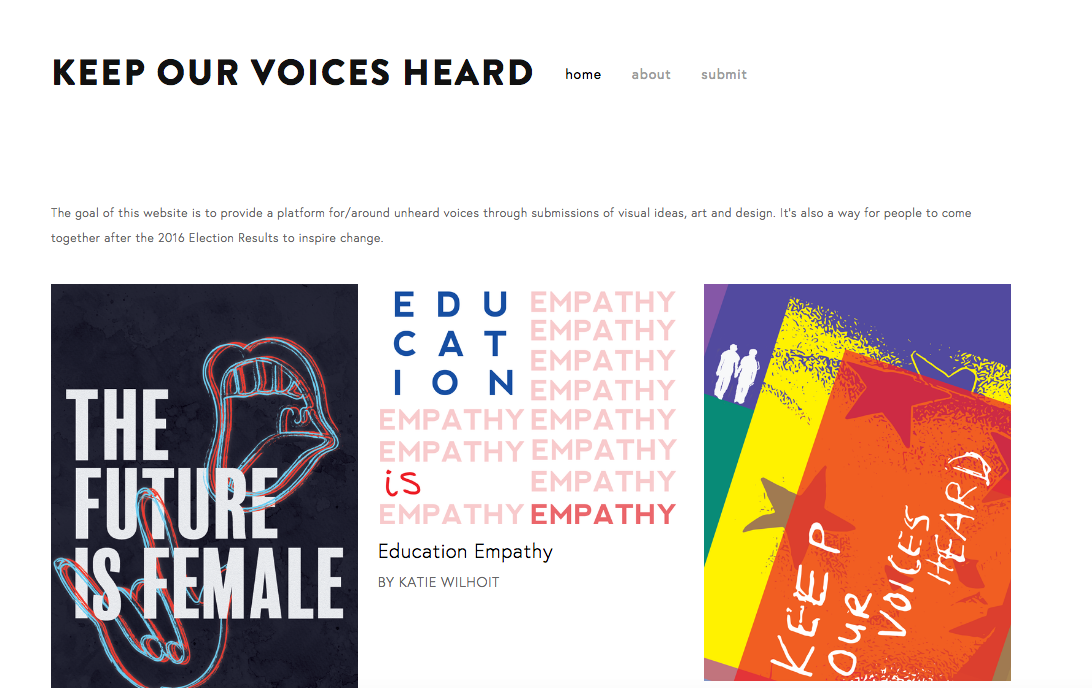 KEEP OUR VOICES HEARD
home about submit
The goal of this website is to provide a platform for/around unheard voices through submissions of visual ideas, art and design. It's also a way for people to come
together after the 2016 Election Results to inspire change.
THE
FUTURE
IS FEMALE
EDU
CAT
ION
EMPATHY
EMPATHY
is
EMPATHY
EMPATHY
EMPATHY
EMPATHY
EMPATHY
EMPATHY
EMPATHY
EMPATHY
EMPATHY
Education Empathy
BY KATIE WILHOIT
KEEP
OUR
VOICES
HEARD